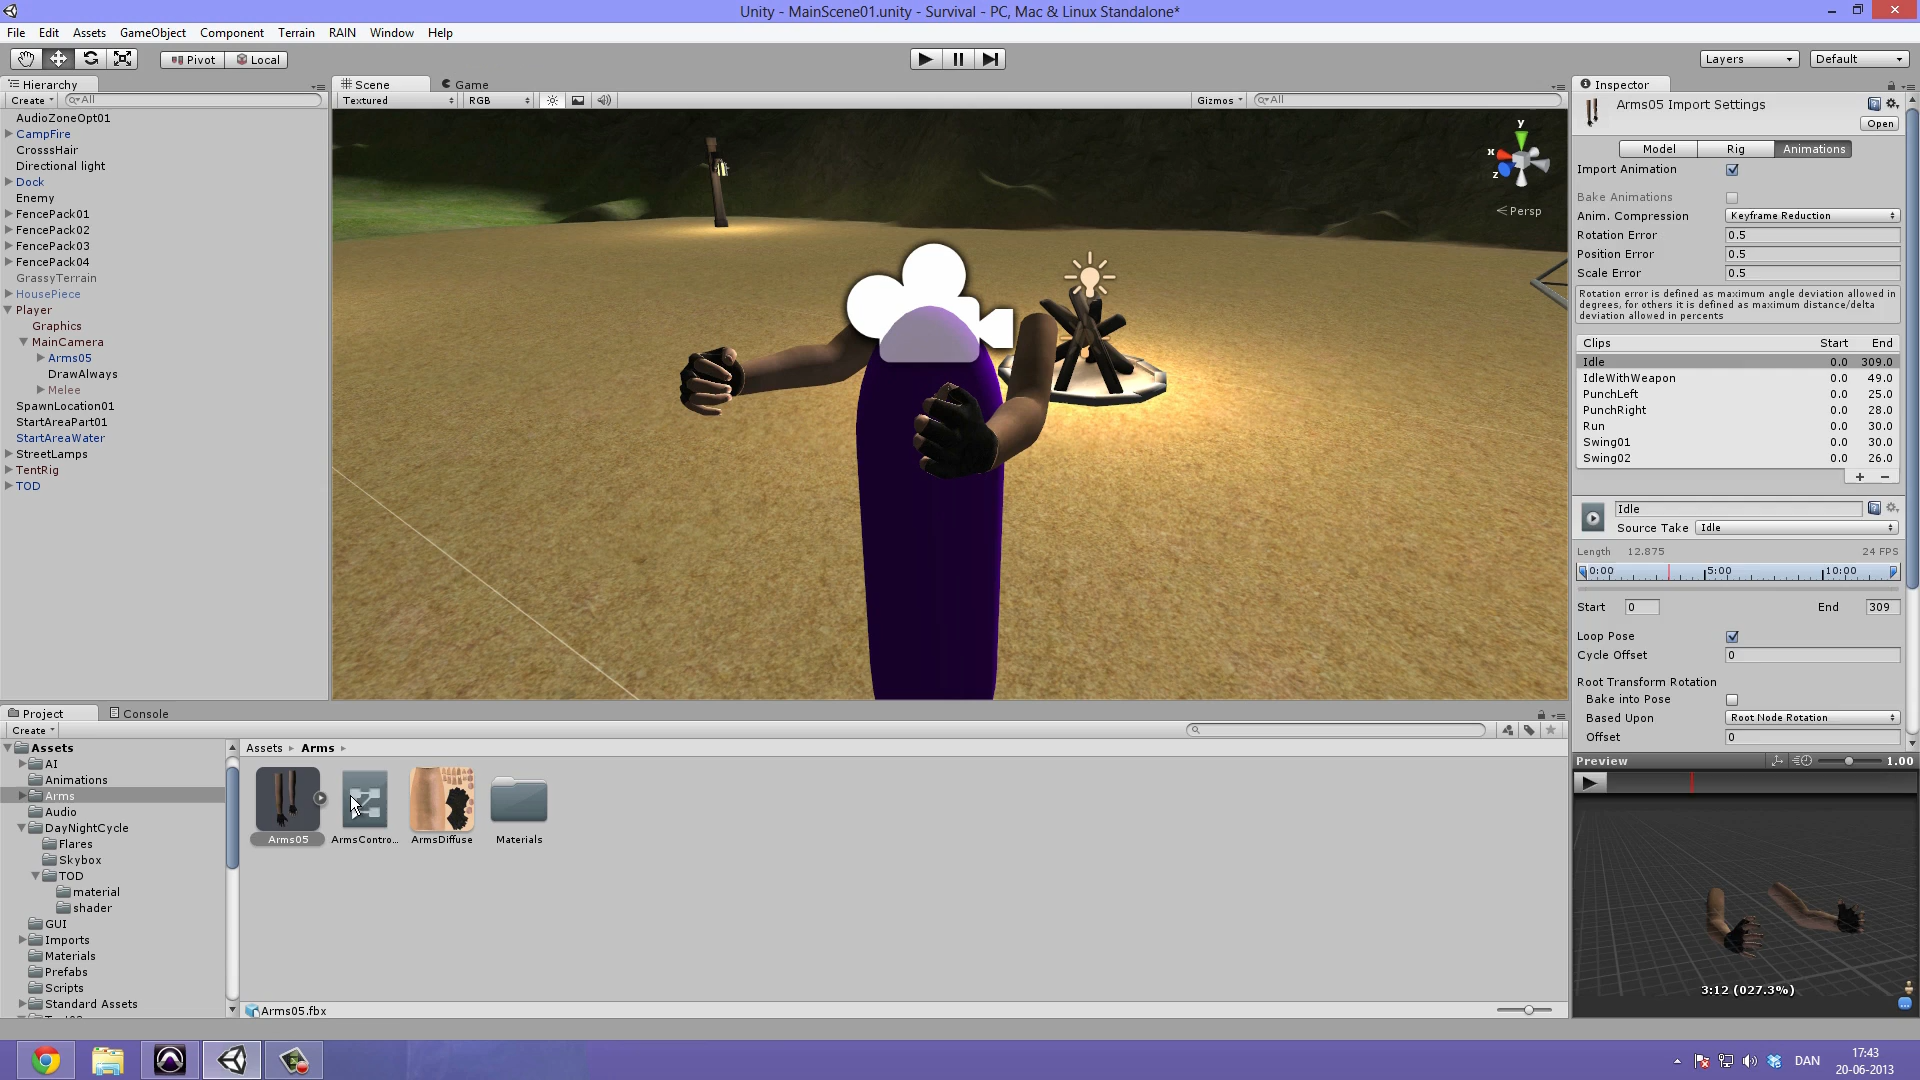 Unity - MainScene01.unity - Survival - PC, Mac & Linux Standalone*
File Edit Assets GameObject Component Terrain RAIN Window Help
Pivot Local Layers Default
Hierarchy
Create All
AudioZoneOpt01
CampFire
CrosssHair
Directional light
Dock
Enemy
FencePack01
FencePack02
FencePack03
FencePack04
GrassyTerrain
HousePiece
Player
Graphics
MainCamera
Arms05
DrawAlways
Melee
SpawnLocation01
StartAreaPart01
StartAreaWater
StreetLamps
TentRig
TOD
Scene Game
Textured RGB Gizmos All
y
x
z
Persp
Inspector
Arms05 Import Settings
Open
Model Rig Animations
Import Animation
Bake Animations
Anim. Compression Keyframe Reduction
Rotation Error 0.5
Position Error 0.5
Scale Error 0.5
Rotation error is defined as maximum angle deviation allowed in
degrees, for others it is defined as maximum distance/delta
deviation allowed in percents
Clips Start End
Idle 0.0 309.0
IdleWithWeapon 0.0 49.0
PunchLeft 0.0 25.0
PunchRight 0.0 28.0
Run 0.0 30.0
Swing01 0.0 30.0
Swing02 0.0 26.0
+ -
Idle
Source Take Idle
Length 12.875 24 FPS
0:00 5:00 10:00
Start 0 End 309
Loop Pose
Cycle Offset 0
Root Transform Rotation
Bake into Pose
Based Upon Root Node Rotation
Offset 0
Preview 1.00
3:12 (027.3%)
Project Console
Create
Assets
AI
Animations
Arms
Audio
DayNightCycle
Flares
Skybox
TOD
material
shader
GUI
Imports
Materials
Prefabs
Scripts
Standard Assets
Assets Arms
Arms05 ArmsContro... ArmsDiffuse Materials
Arms05.fbx
DAN
17:43
20-06-2013